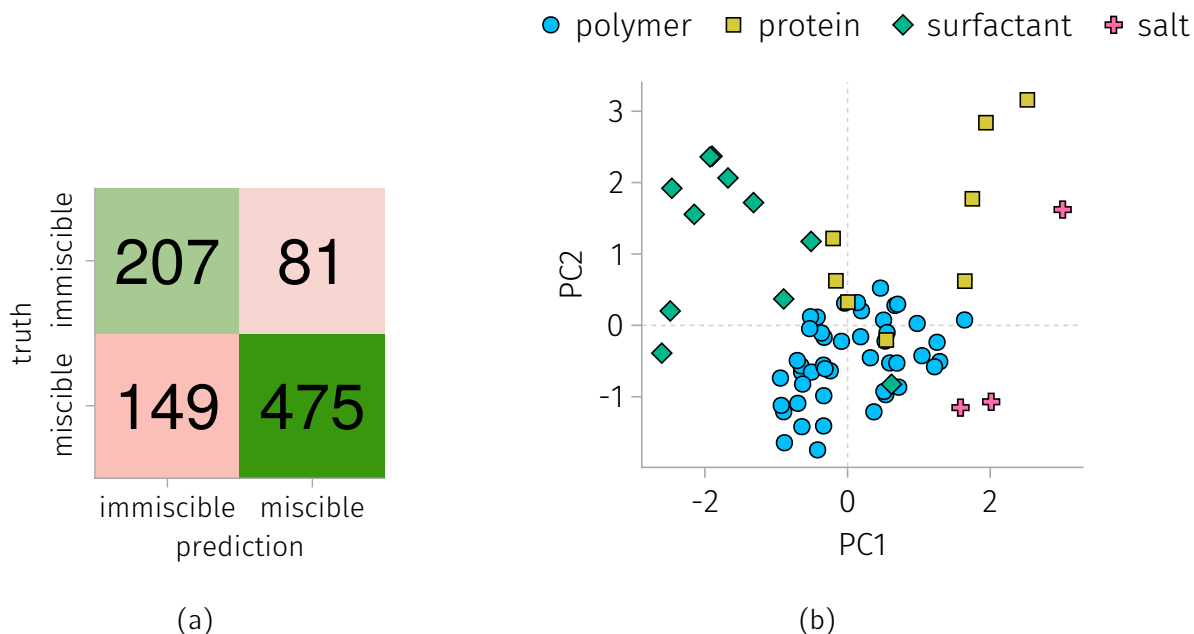 polymer protein surfactant salt
truth
immiscible
miscible
207 81
149 475
immiscible miscible
prediction
(a)
PC2
3
2
1
0
-1
-2 0 2
PC1
(b)